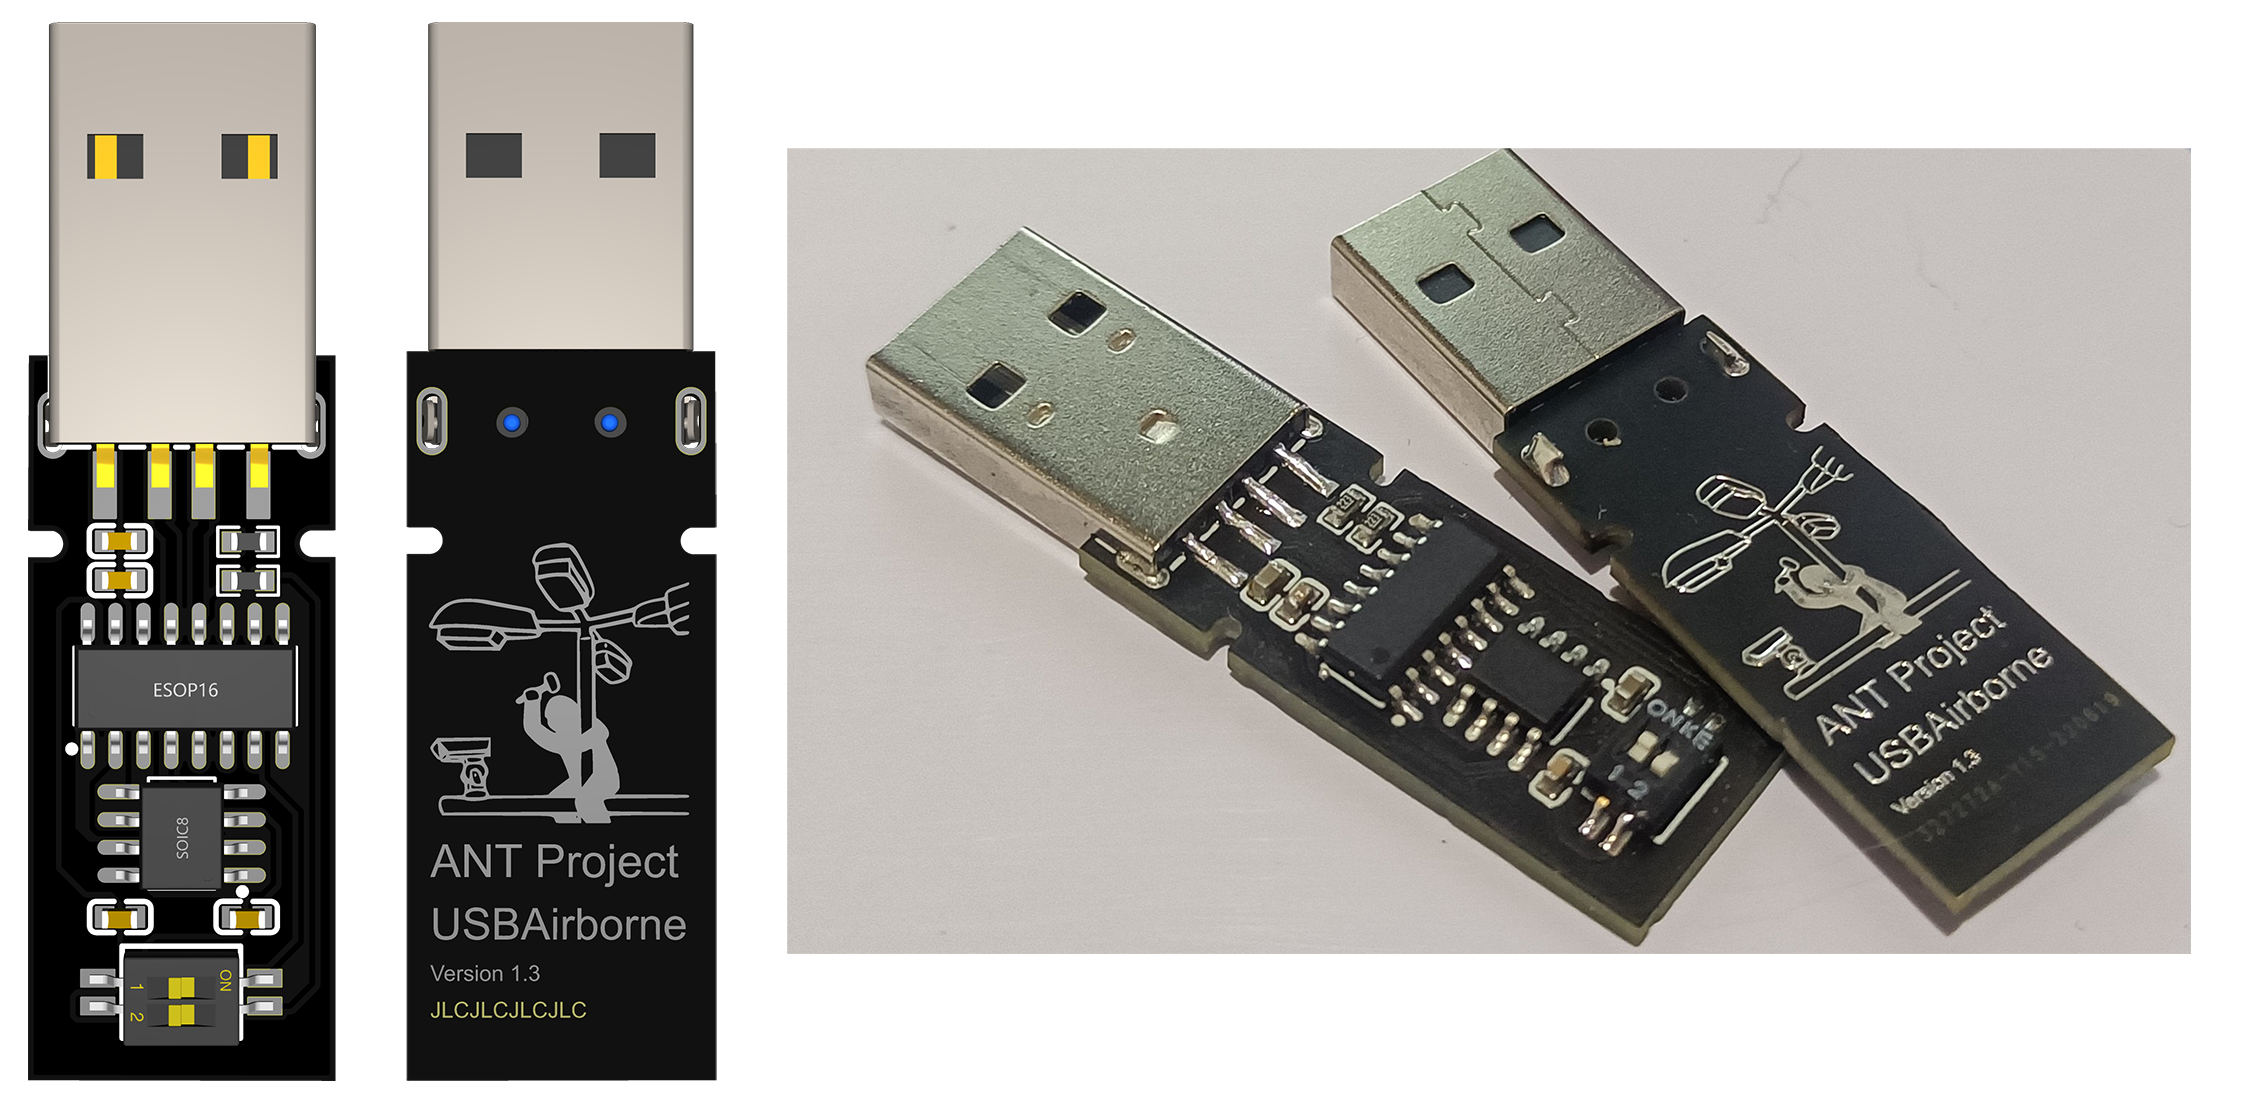 ESOP16
SOIC8
ON
1
2
ANT Project
USBAirborne
Version 1.3
JLCJLCJLCJLC
ONKE
1 2
ANT Project
USBAirborne
Version 1.3